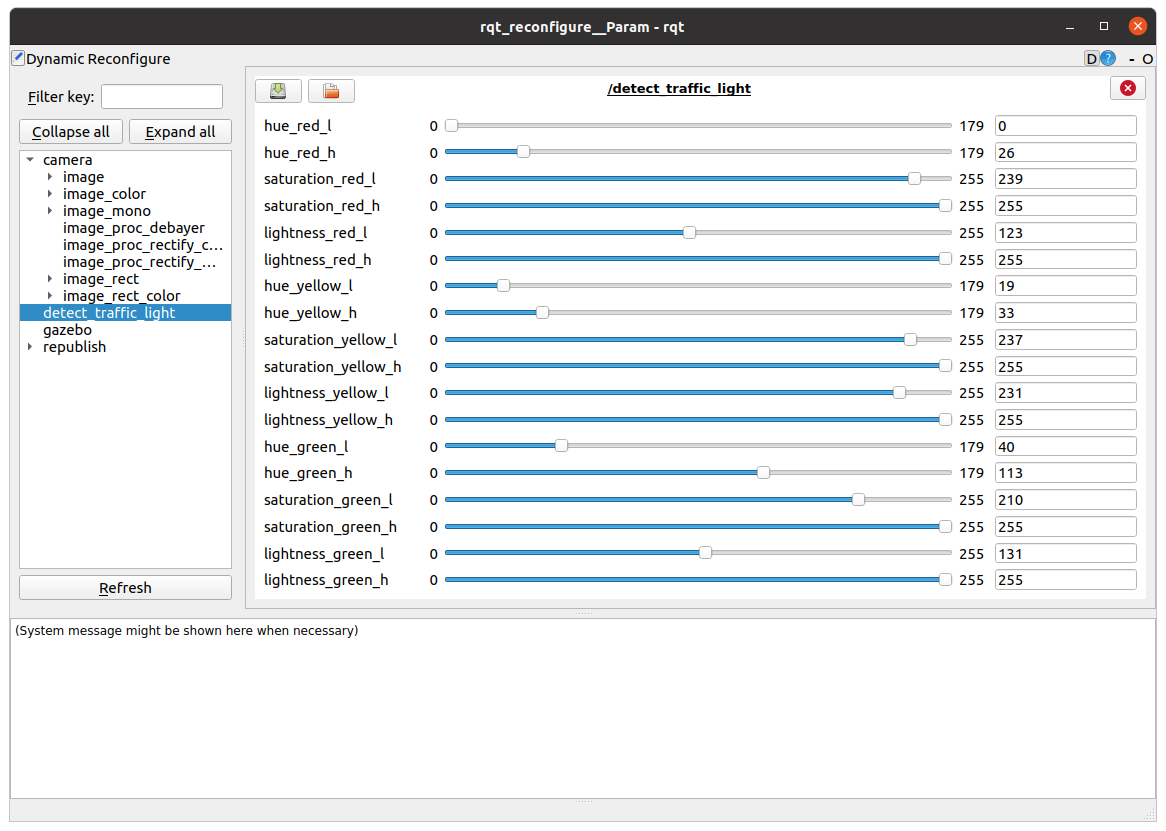 rqt_reconfigure__Param - rqt
Dynamic Reconfigure
D ? - O
Filter key:
Collapse all Expand all
camera
image
image_color
image_mono
image_proc_debayer
image_proc_rectify_c...
image_proc_rectify_...
image_rect
image_rect_color
detect_traffic_light
gazebo
republish
Refresh
/detect_traffic_light
hue_red_l 0 179 0
hue_red_h 0 179 26
saturation_red_l 0 255 239
saturation_red_h 0 255 255
lightness_red_l 0 255 123
lightness_red_h 0 255 255
hue_yellow_l 0 179 19
hue_yellow_h 0 179 33
saturation_yellow_l 0 255 237
saturation_yellow_h 0 255 255
lightness_yellow_l 0 255 231
lightness_yellow_h 0 255 255
hue_green_l 0 179 40
hue_green_h 0 179 113
saturation_green_l 0 255 210
saturation_green_h 0 255 255
lightness_green_l 0 255 131
lightness_green_h 0 255 255
(System message might be shown here when necessary)